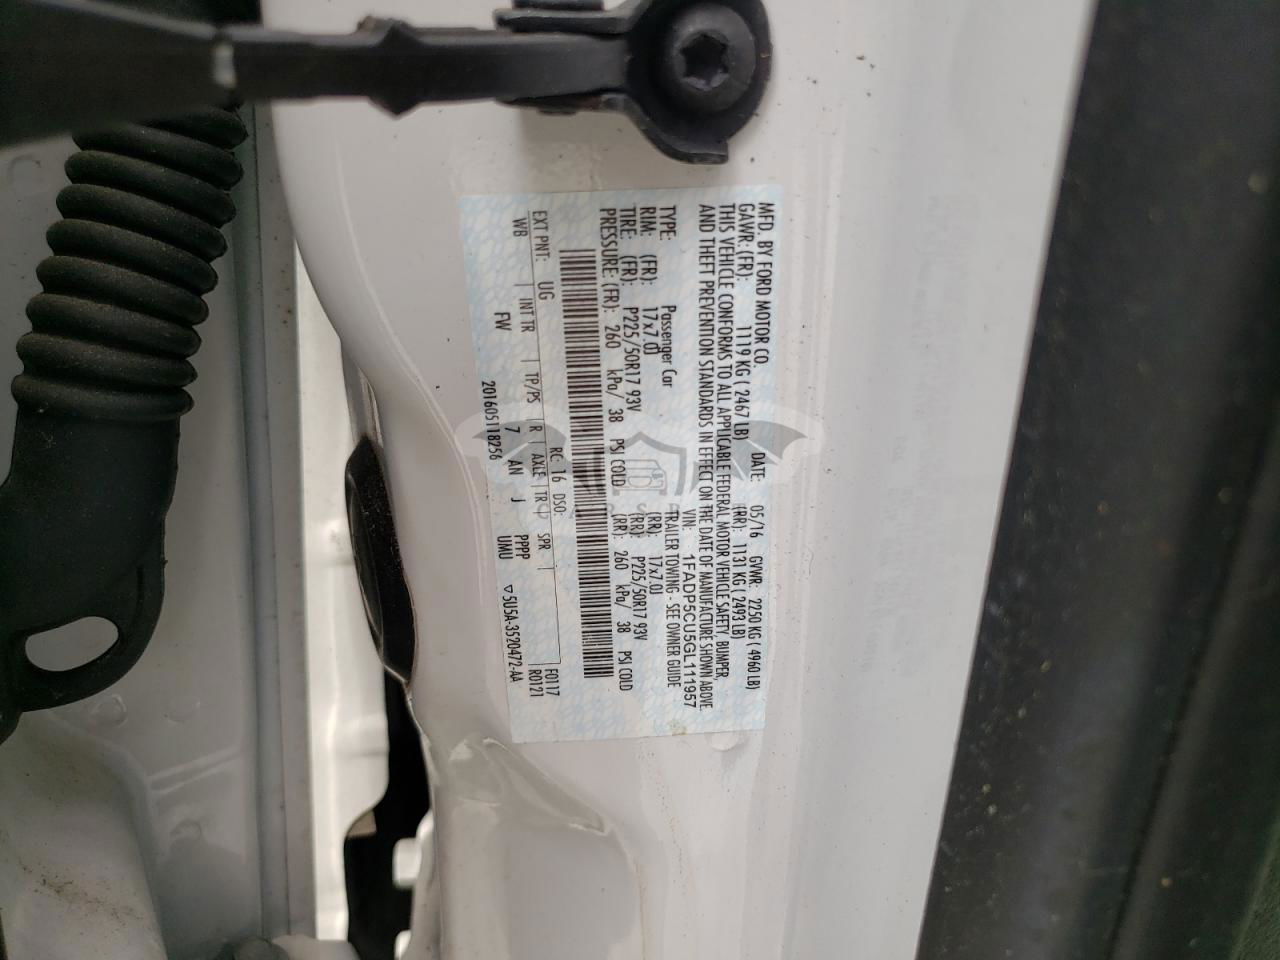 MFD. BY FORD MOTOR CO.
DATE: 05/16 GVWR: 2250 KG ( 4960 LB)
GAWR: (FR): 1119 KG ( 2467 LB) (RR): 1131 KG ( 2493 LB)
THIS VEHICLE CONFORMS TO ALL APPLICABLE FEDERAL MOTOR VEHICLE SAFETY, BUMPER,
AND THEFT PREVENTION STANDARDS IN EFFECT ON THE DATE OF MANUFACTURE SHOWN ABOVE.
VIN: 1FADP5CU5GL111957
TYPE: Passenger Car TRAILER TOWING - SEE OWNER GUIDE
RIM: (FR): 17x7.0J (RR): 17x7.0J
TIRE: (FR): P225/50R17 93V (RR): P225/50R17 93V
PRESSURE: (FR): 260 kPa/ 38 PSI COLD (RR): 260 kPa/ 38 PSI COLD
F0117
EXT PNT: UG RC: 16 DSO: R0121
WB INT TR TP/PS R AXLE TR SPR
FW 7 AN J PPPP
UMU
201605118256 ▽5U5A-3520472-AA